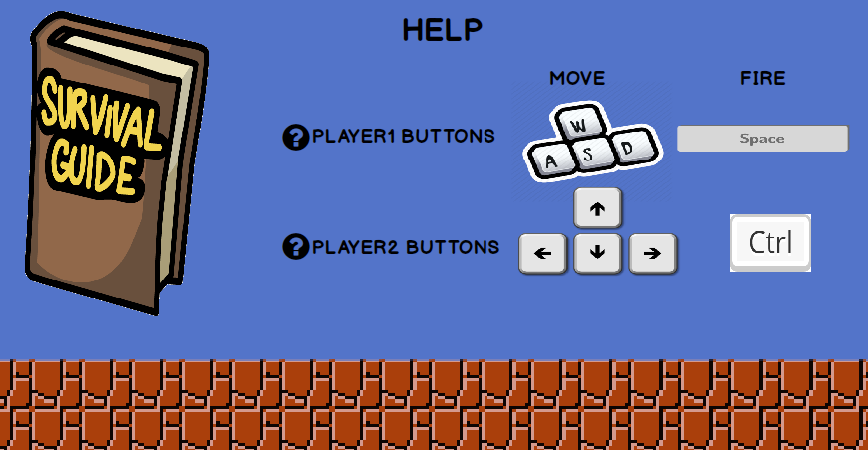 HELP
SURVIVAL
GUIDE
MOVE
FIRE
PLAYER1 BUTTONS
W
A S D
Space
PLAYER2 BUTTONS
Ctrl